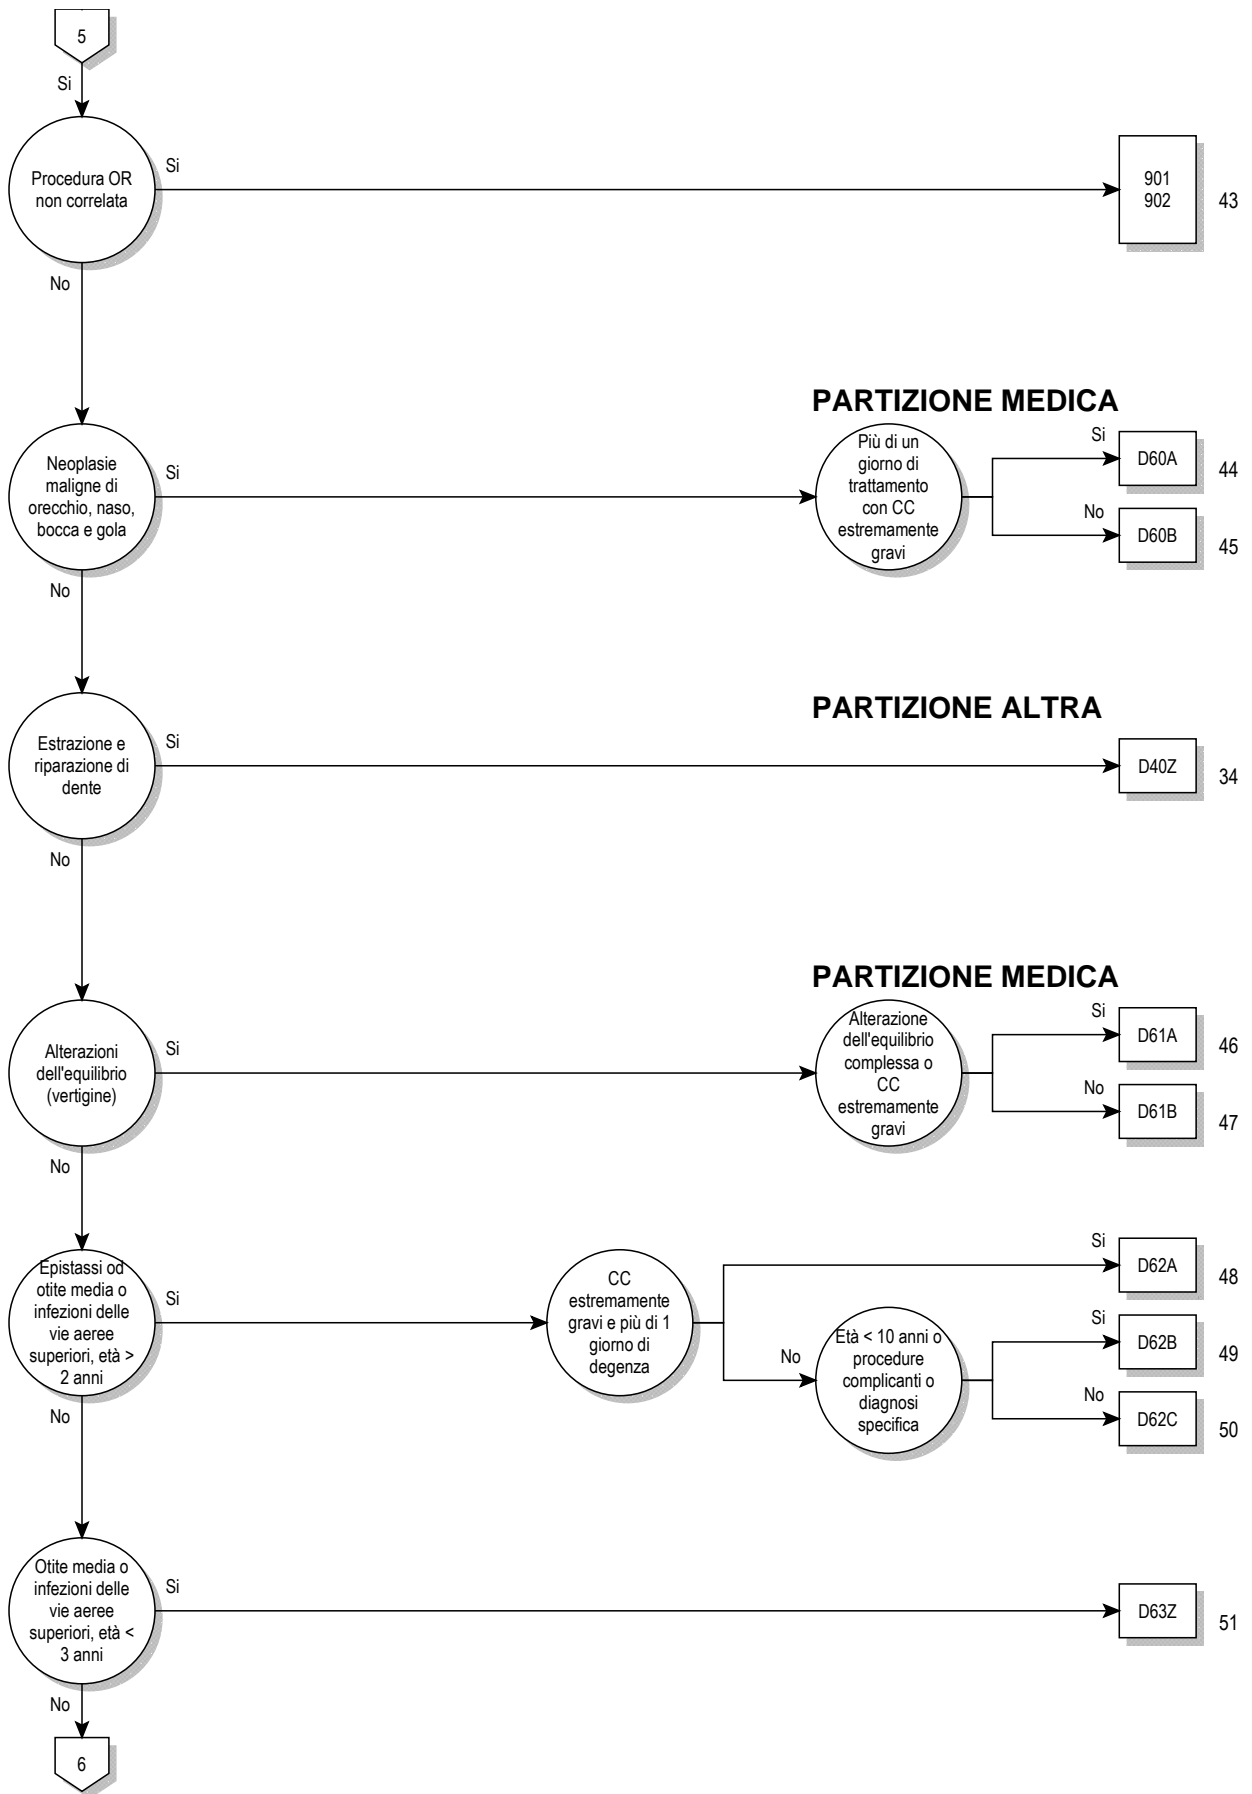 5
Si
Procedura OR
non correlata
Si
901
902
43
No
PARTIZIONE MEDICA
Neoplasie
maligne di
orecchio, naso,
bocca e gola
Si
Più di un
giorno di
trattamento
con CC
estremamente
gravi
Si
D60A
44
No
D60B
45
No
PARTIZIONE ALTRA
Estrazione e
riparazione di
dente
Si
D40Z
34
No
PARTIZIONE MEDICA
Alterazioni
dell'equilibrio
(vertigine)
Si
Alterazione
dell'equilibrio
complessa o
CC
estremamente
gravi
Si
D61A
46
No
D61B
47
No
Epistassi od
otite media o
infezioni delle
vie aeree
superiori, età >
2 anni
Si
CC
estremamente
gravi e più di 1
giorno di
degenza
Si
D62A
48
No
Età < 10 anni o
procedure
complicanti o
diagnosi
specifica
Si
D62B
49
No
D62C
50
No
Otite media o
infezioni delle
vie aeree
superiori, età <
3 anni
Si
D63Z
51
No
6